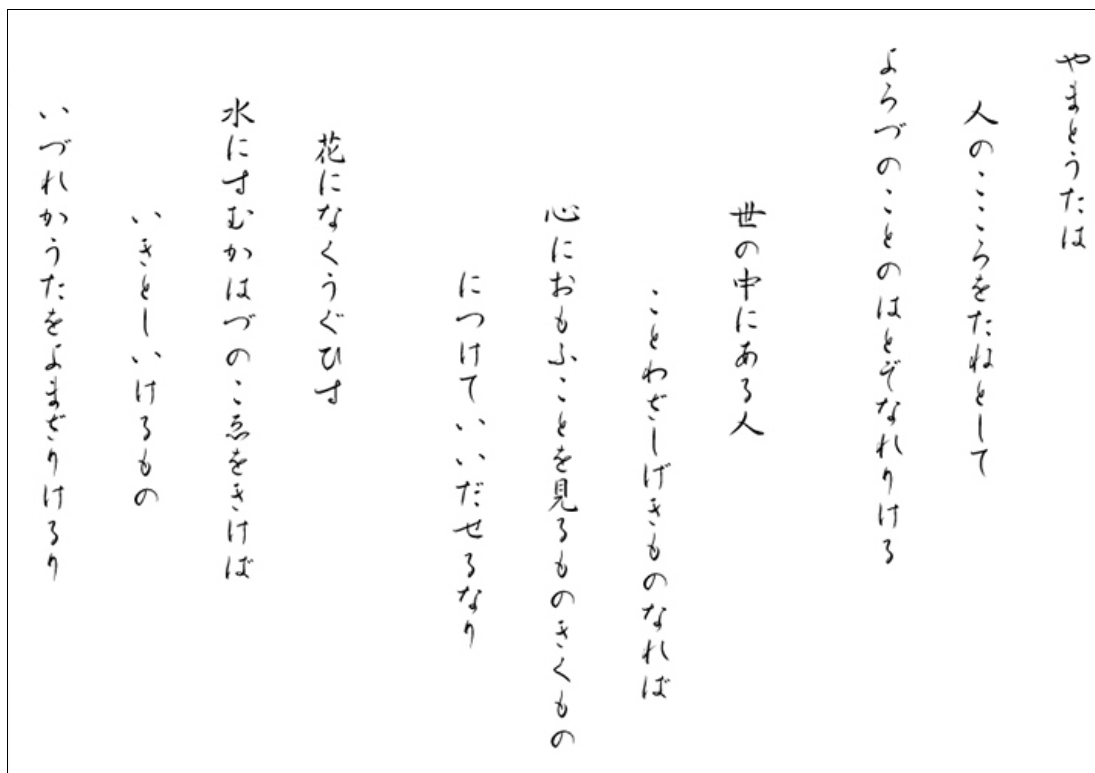 やまとうたは
人のこころをたねとして
よろづのことのはとぞなれりける
世の中にある人
ことわざしげきものなれば
心におもふことを見るものきくもの
につけていいだせるなり
花になくうぐひす
水にすむかはづのこゑをきけば
いきとしいけるもの
いづれかうたをよまざりけるり